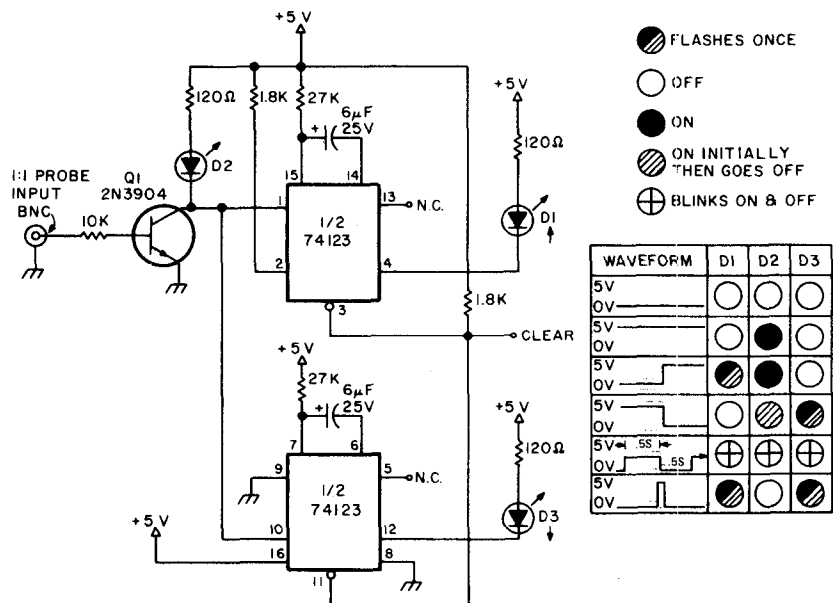 +5 V
120Ω
1.8K
27K
6µF
25V
+
D2
1:1 PROBE
INPUT
BNC
Q1
2N3904
10K
15
14
1
13
N.C.
1/2
74123
2
4
3
+5 V
120Ω
D1
1.8K
CLEAR
+5 V
27K
6µF
25V
+
7
6
9
5
N.C.
1/2
74123
10
12
+5 V
16
8
11
+5 V
120Ω
D3
FLASHES ONCE
OFF
ON
ON INITIALLY
THEN GOES OFF
BLINKS ON & OFF
WAVEFORM D1 D2 D3
5V
0V
5V
0V
5V
0V
5V
0V
5V .5S
0V .5S
5V
0V